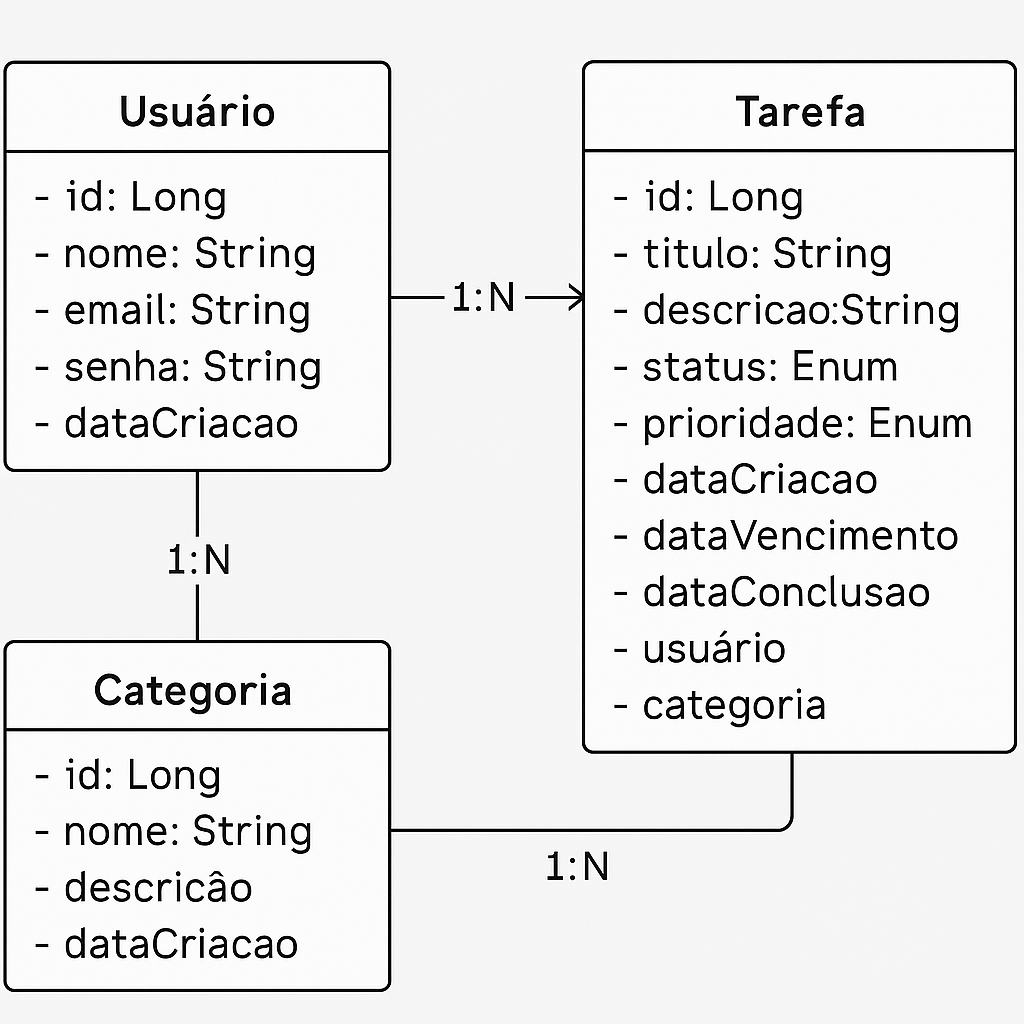 Usuário
- id: Long
- nome: String
- email: String
- senha: String
- dataCriacao
1:N
Tarefa
- id: Long
- titulo: String
- descricao:String
- status: Enum
- prioridade: Enum
- dataCriacao
- dataVencimento
- dataConclusao
- usuário
- categoria
1:N
Categoria
- id: Long
- nome: String
- descricâo
- dataCriacao
1:N